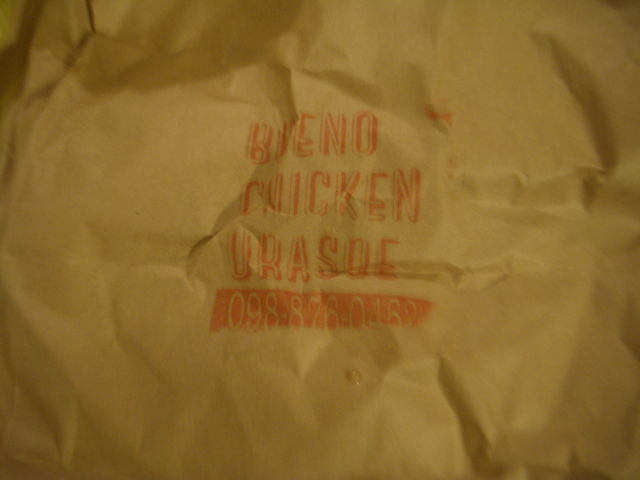 BUENO
CHICKEN
URASOE
098-876-0452